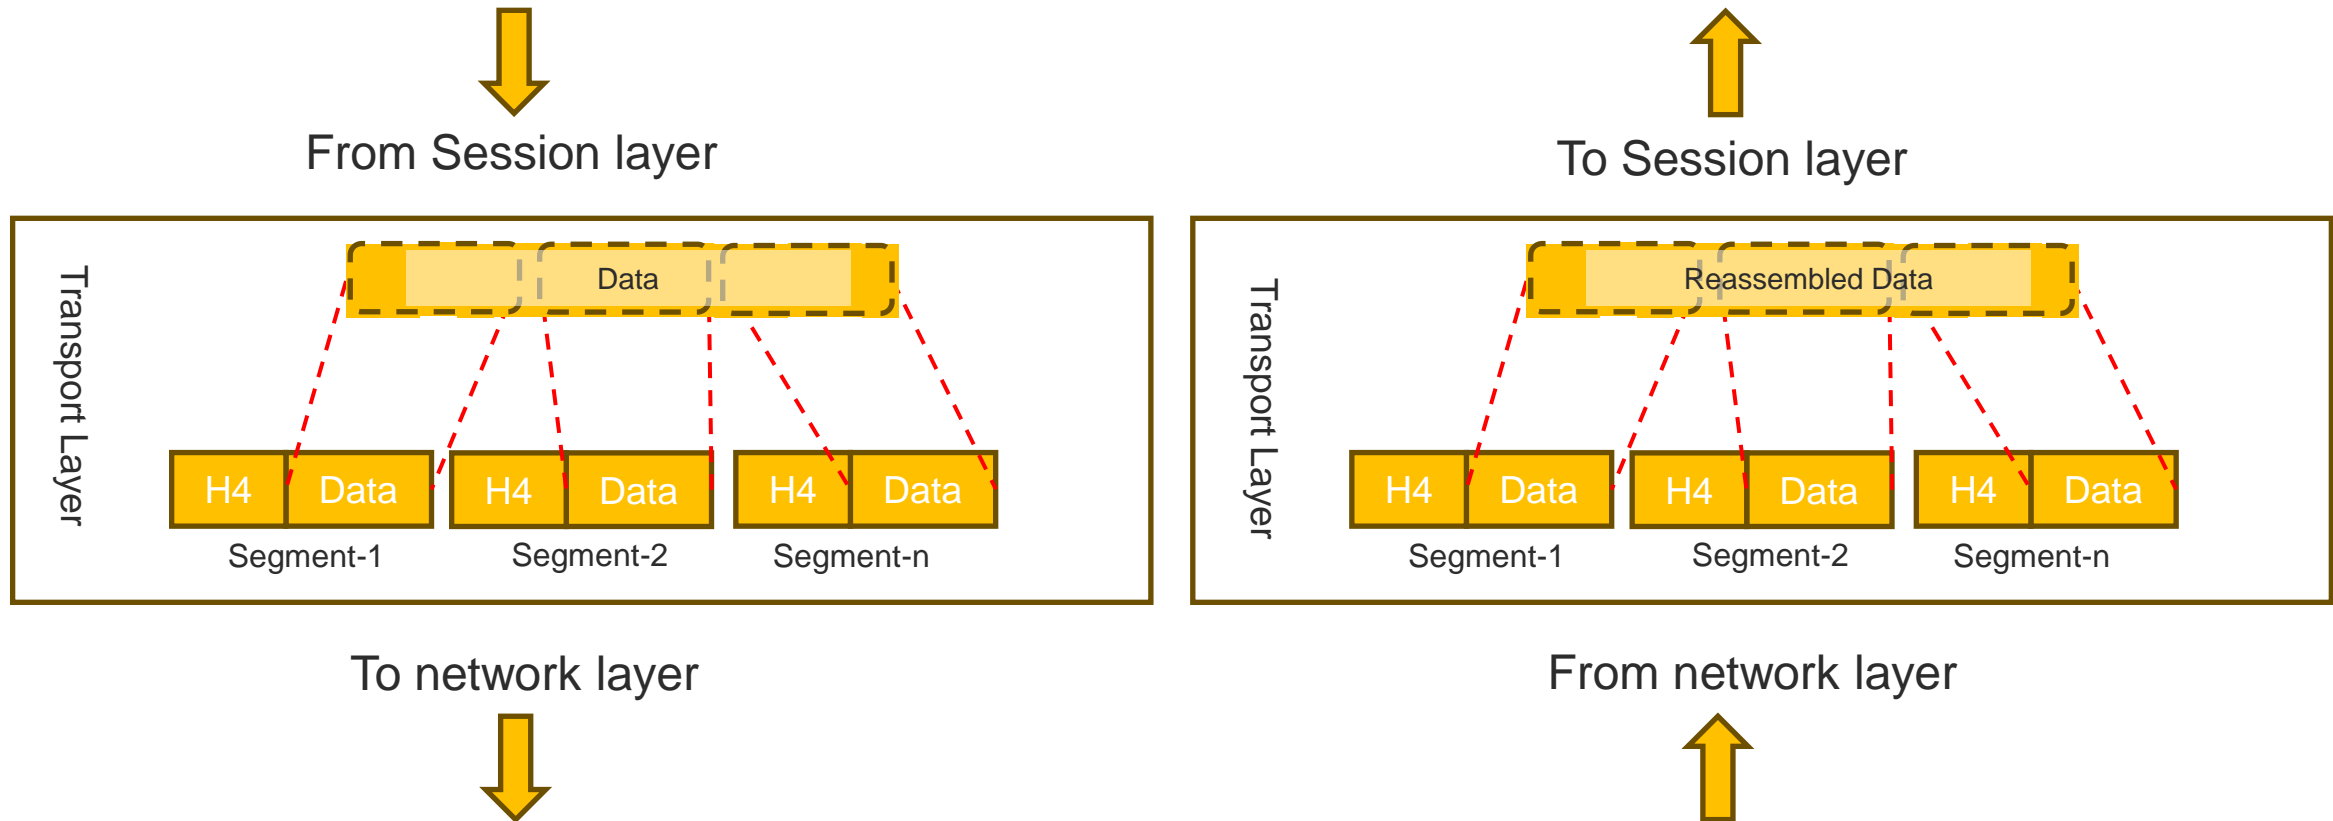 From Session layer
Transport Layer
Data
H4 Data H4 Data H4 Data
Segment-1 Segment-2 Segment-n
To network layer
To Session layer
Transport Layer
Reassembled Data
H4 Data H4 Data H4 Data
Segment-1 Segment-2 Segment-n
From network layer